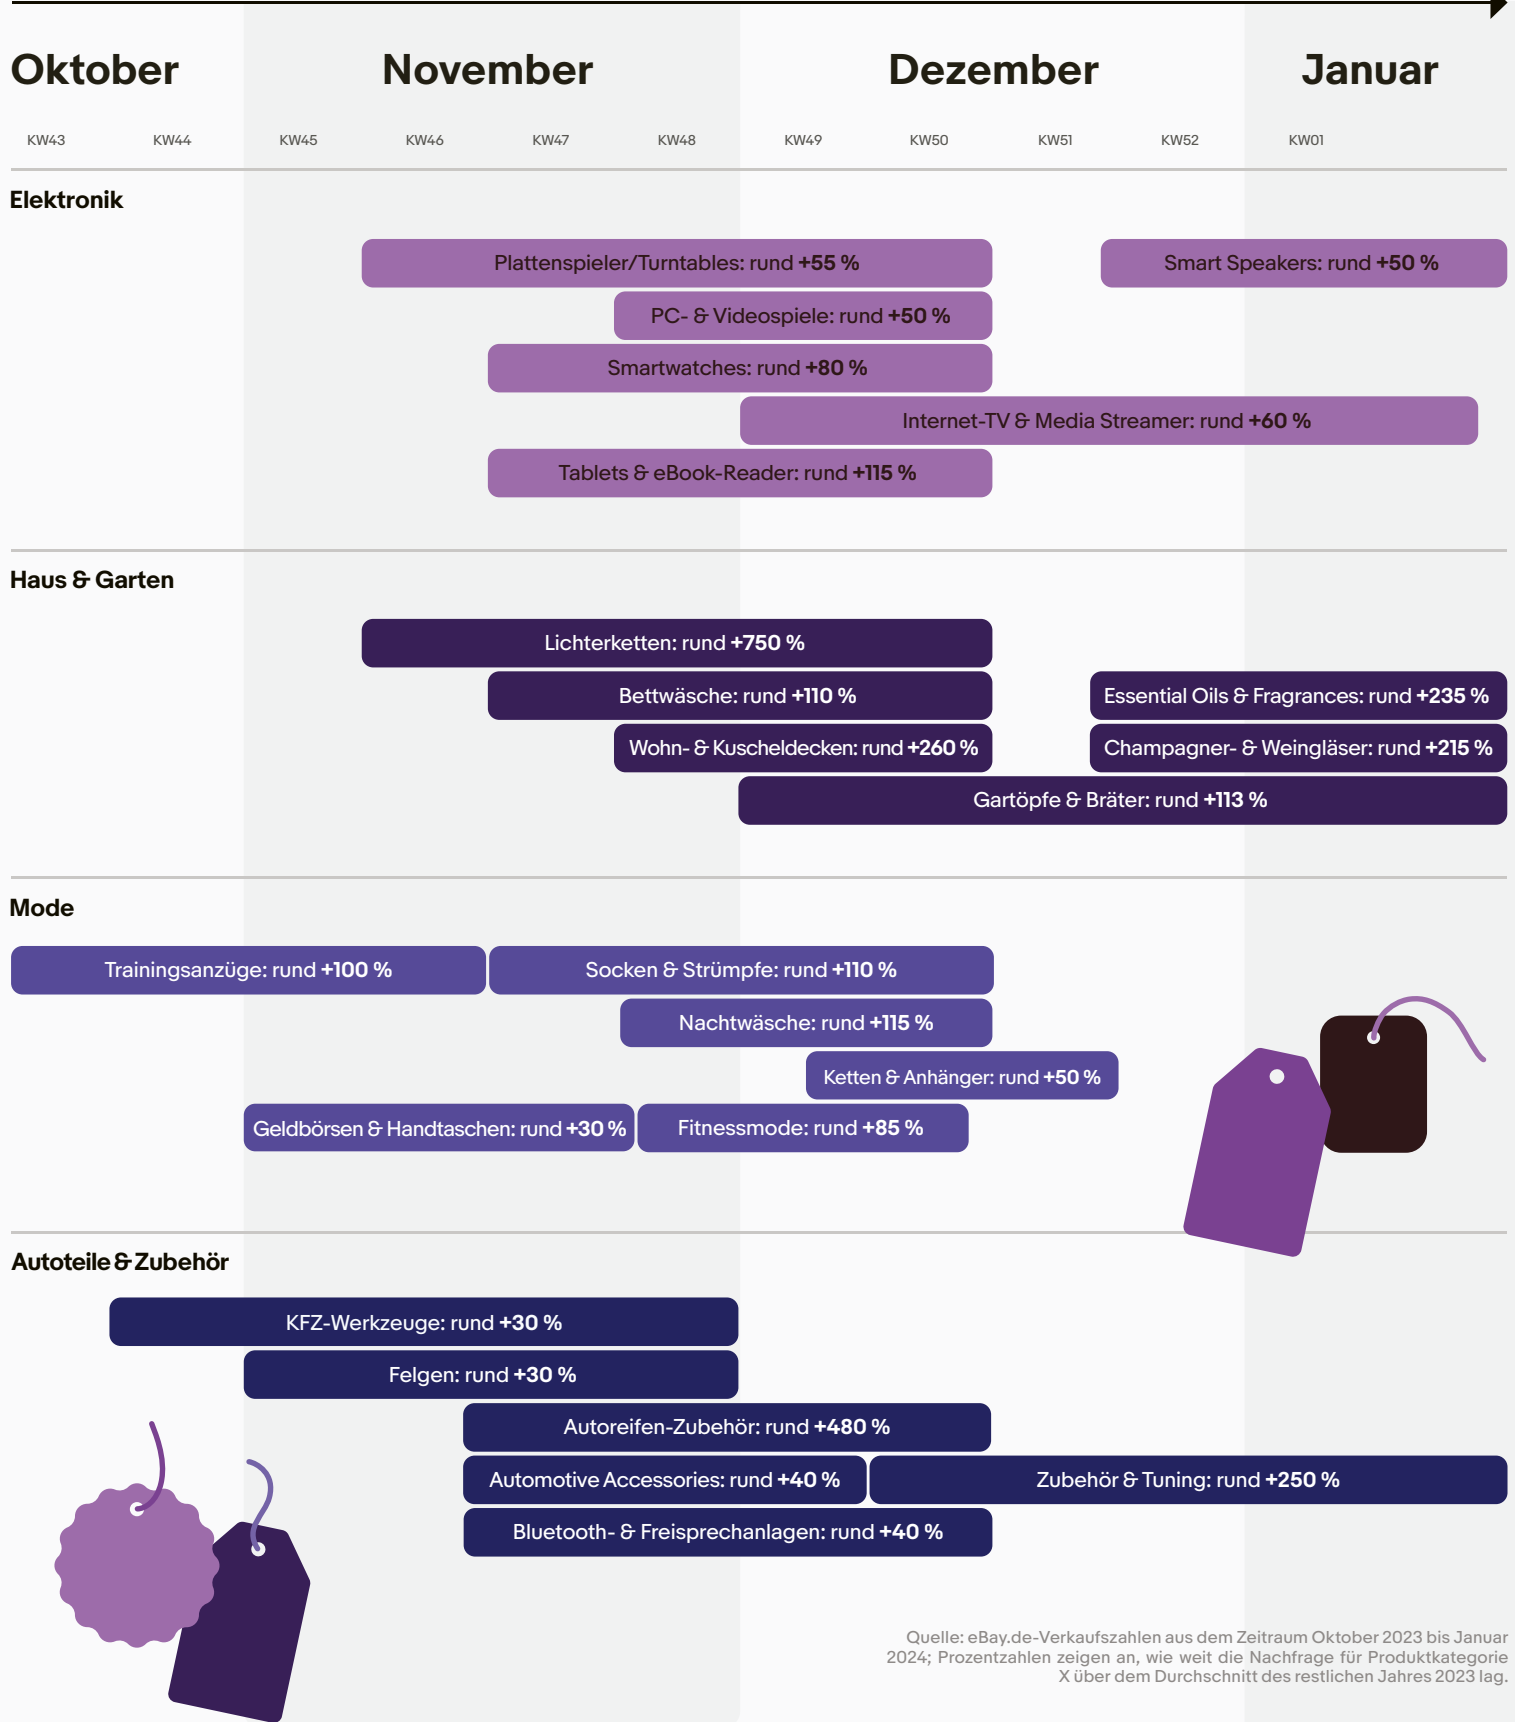 Oktober November Dezember Januar
KW43 KW44 KW45 KW46 KW47 KW48 KW49 KW50 KW51 KW52 KW01
Elektronik
Plattenspieler/Turntables: rund +55 % Smart Speakers: rund +50 %
PC- & Videospiele: rund +50 %
Smartwatches: rund +80 %
Internet-TV & Media Streamer: rund +60 %
Tablets & eBook-Reader: rund +115 %
Haus & Garten
Lichterketten: rund +750 %
Bettwäsche: rund +110 % Essential Oils & Fragrances: rund +235 %
Wohn- & Kuscheldecken: rund +260 % Champagner- & Weingläser: rund +215 %
Gartöpfe & Bräter: rund +113 %
Mode
Trainingsanzüge: rund +100 % Socken & Strümpfe: rund +110 %
Nachtwäsche: rund +115 %
Ketten & Anhänger: rund +50 %
Geldbörsen & Handtaschen: rund +30 % Fitnessmode: rund +85 %
Autoteile & Zubehör
KFZ-Werkzeuge: rund +30 %
Felgen: rund +30 %
Autoreifen-Zubehör: rund +480 %
Automotive Accessories: rund +40 % Zubehör & Tuning: rund +250 %
Bluetooth- & Freisprechanlagen: rund +40 %
Quelle: eBay.de-Verkaufszahlen aus dem Zeitraum Oktober 2023 bis Januar
2024; Prozentzahlen zeigen an, wie weit die Nachfrage für Produktkategorie
X über dem Durchschnitt des restlichen Jahres 2023 lag.